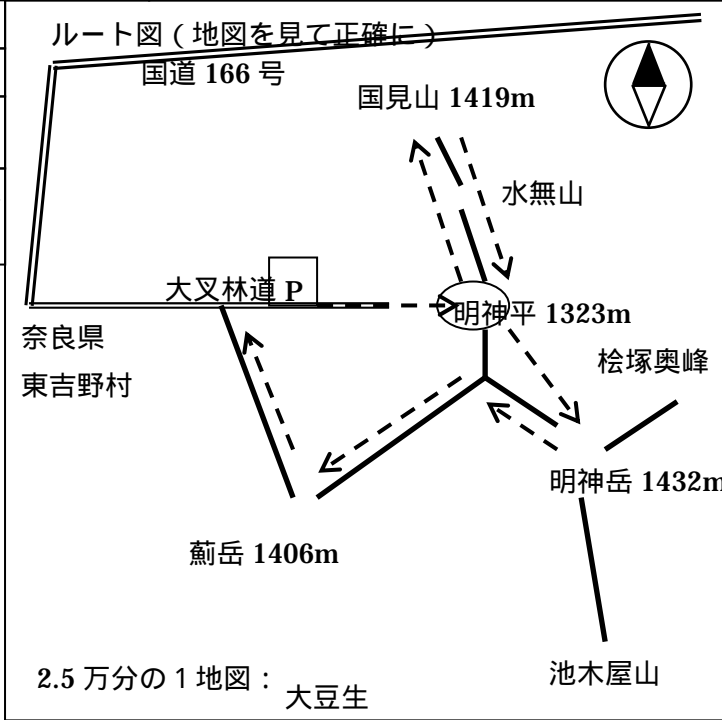 ルート図（地図を見て正確に）
国道 166 号
国見山 1419m
水無山
大叉林道 P
明神平 1323m
奈良県
東吉野村
桧塚奥峰
明神岳 1432m
薊岳 1406m
池木屋山
2.5 万分の 1 地図： 大豆生